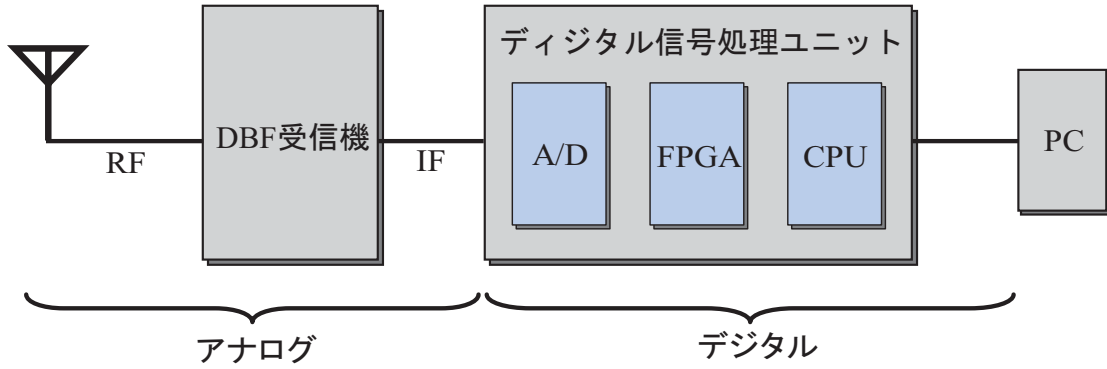 ディジタル信号処理ユニット
RF
DBF受信機
IF
A/D
FPGA
CPU
PC
アナログ
デジタル